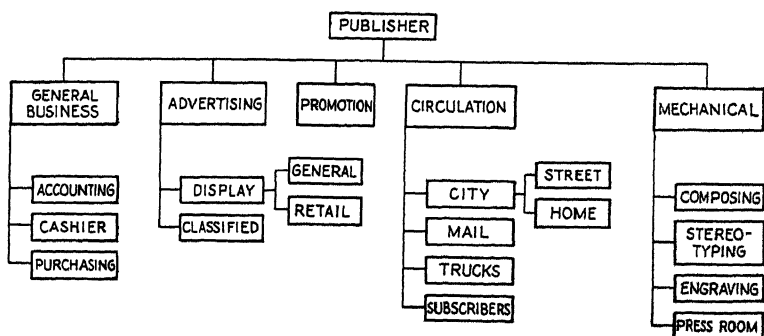 PUBLISHER
GENERAL
BUSINESS
ADVERTISING
PROMOTION
CIRCULATION
MECHANICAL
ACCOUNTING
CASHIER
PURCHASING
DISPLAY
GENERAL
RETAIL
CLASSIFIED
CITY
STREET
HOME
MAIL
TRUCKS
SUBSCRIBERS
COMPOSING
STEREO-
TYPING
ENGRAVING
PRESS ROOM